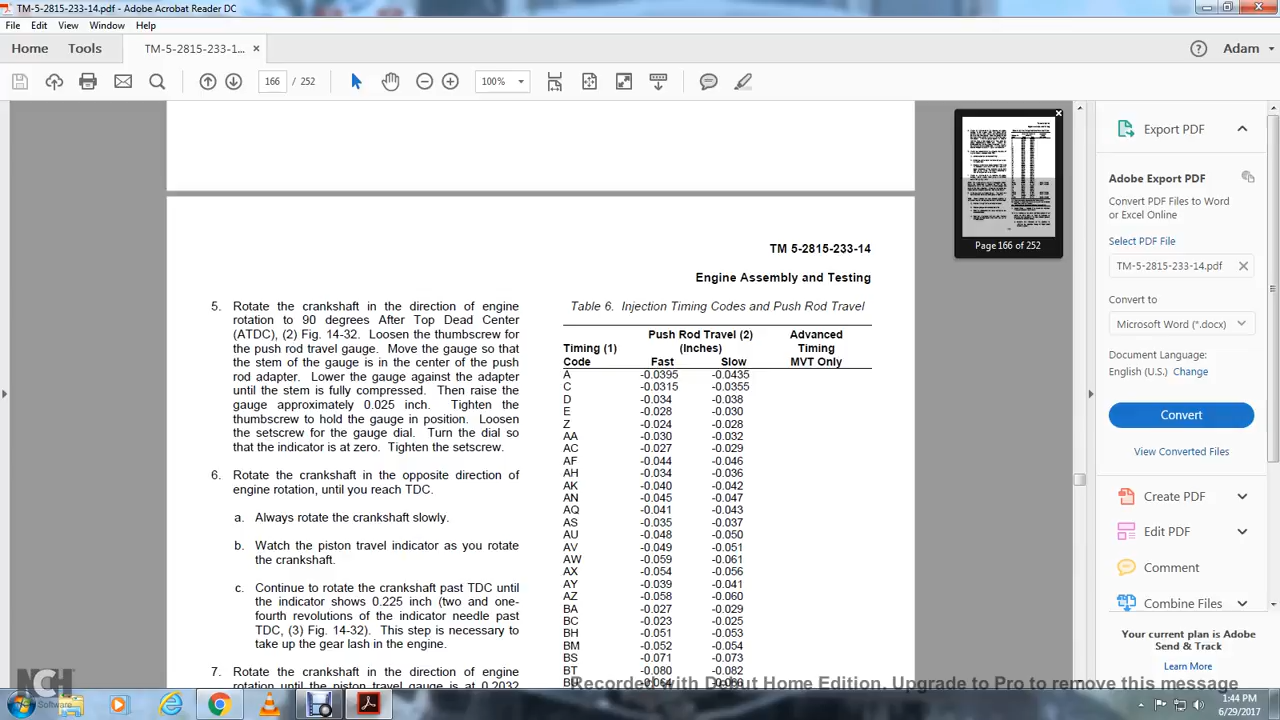 TM-5-2815-233-14.pdf - Adobe Acrobat Reader DC
File Edit View Window Help
Home Tools TM-5-2815-233-1... × Adam
166 / 252 100%
TM 5-2815-233-14
Engine Assembly and Testing
5. Rotate the crankshaft in the direction of engine
rotation to 90 degrees After Top Dead Center
(ATDC), (2) Fig. 14-32. Loosen the thumbscrew for
the push rod travel gauge. Move the gauge so that
the stem of the gauge is in the center of the push
rod adapter. Lower the gauge against the adapter
until the stem is fully compressed. Then raise the
gauge approximately 0.025 inch. Tighten the
thumbscrew to hold the gauge in position. Loosen
the setscrew for the gauge dial. Turn the dial so
that the indicator is at zero. Tighten the setscrew.
6. Rotate the crankshaft in the opposite direction of
engine rotation, until you reach TDC.
a. Always rotate the crankshaft slowly.
b. Watch the piston travel indicator as you rotate
the crankshaft.
c. Continue to rotate the crankshaft past TDC until
the indicator shows 0.225 inch (two and one-
fourth revolutions of the indicator needle past
TDC, (3) Fig. 14-32). This step is necessary to
take up the gear lash in the engine.
7. Rotate the crankshaft in the direction of engine
rotation until the piston travel gauge is at 0.2032
Table 6. Injection Timing Codes and Push Rod Travel
Push Rod Travel (2) Advanced
Timing (1) (Inches) Timing
Code Fast Slow MVT Only
A -0.0395 -0.0435
C -0.0315 -0.0355
D -0.034 -0.038
E -0.028 -0.030
Z -0.024 -0.028
AA -0.030 -0.032
AC -0.027 -0.029
AF -0.044 -0.046
AH -0.034 -0.036
AK -0.040 -0.042
AN -0.045 -0.047
AQ -0.041 -0.043
AS -0.035 -0.037
AU -0.048 -0.050
AV -0.049 -0.051
AW -0.059 -0.061
AX -0.054 -0.056
AY -0.039 -0.041
AZ -0.058 -0.060
BA -0.027 -0.029
BC -0.023 -0.025
BH -0.051 -0.053
BM -0.052 -0.054
BS -0.071 -0.073
BT -0.080 -0.082
Page 166 of 252
Export PDF
Adobe Export PDF
Convert PDF Files to Word
or Excel Online
Select PDF File
TM-5-2815-233-14.pdf
Convert to
Microsoft Word (*.docx)
Document Language:
English (U.S.) Change
Convert
View Converted Files
Create PDF
Edit PDF
Comment
Combine Files
Your current plan is Adobe
Send & Track
Learn More
NCH
Software
Recorded with Debut Home Edition. Upgrade to Pro to remove this message
1:44 PM
6/29/2017